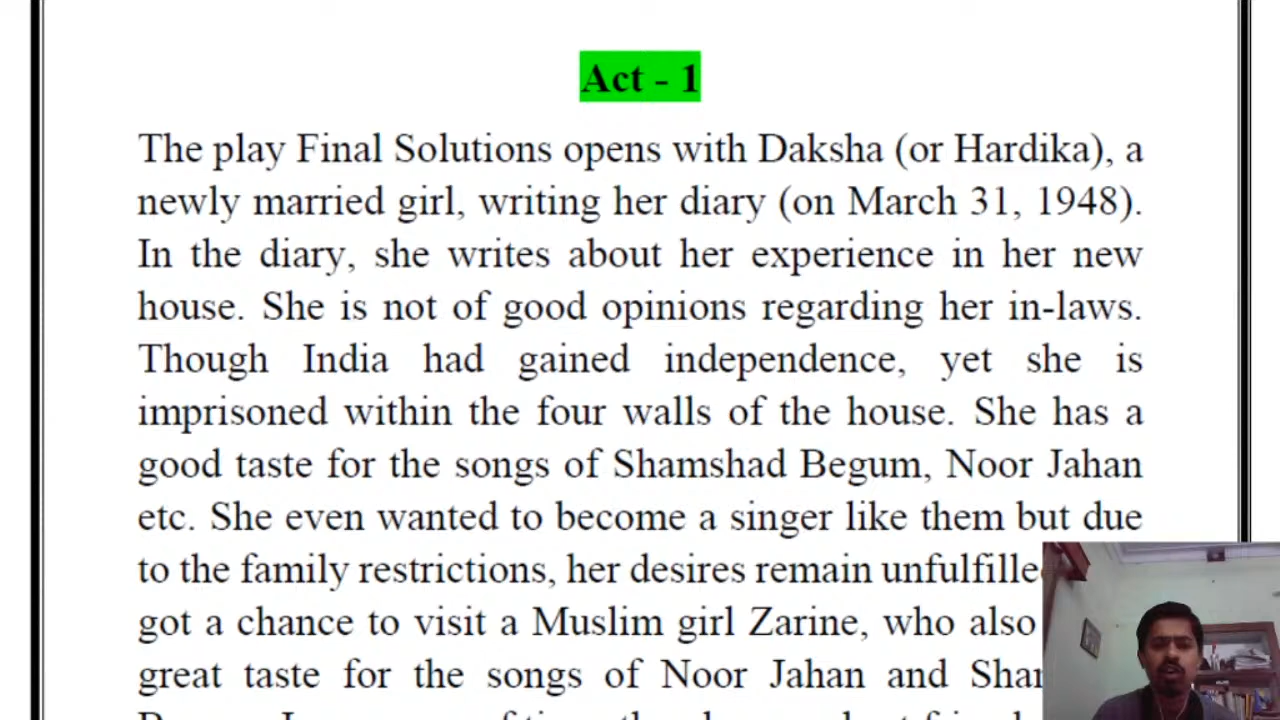 Act - 1
The play Final Solutions opens with Daksha (or Hardika), a
newly married girl, writing her diary (on March 31, 1948).
In the diary, she writes about her experience in her new
house. She is not of good opinions regarding her in-laws.
Though India had gained independence, yet she is
imprisoned within the four walls of the house. She has a
good taste for the songs of Shamshad Begum, Noor Jahan
etc. She even wanted to become a singer like them but due
to the family restrictions, her desires remain
got a chance to visit a Muslim girl Zarine, who also
great taste for the songs of Noor Jahan and